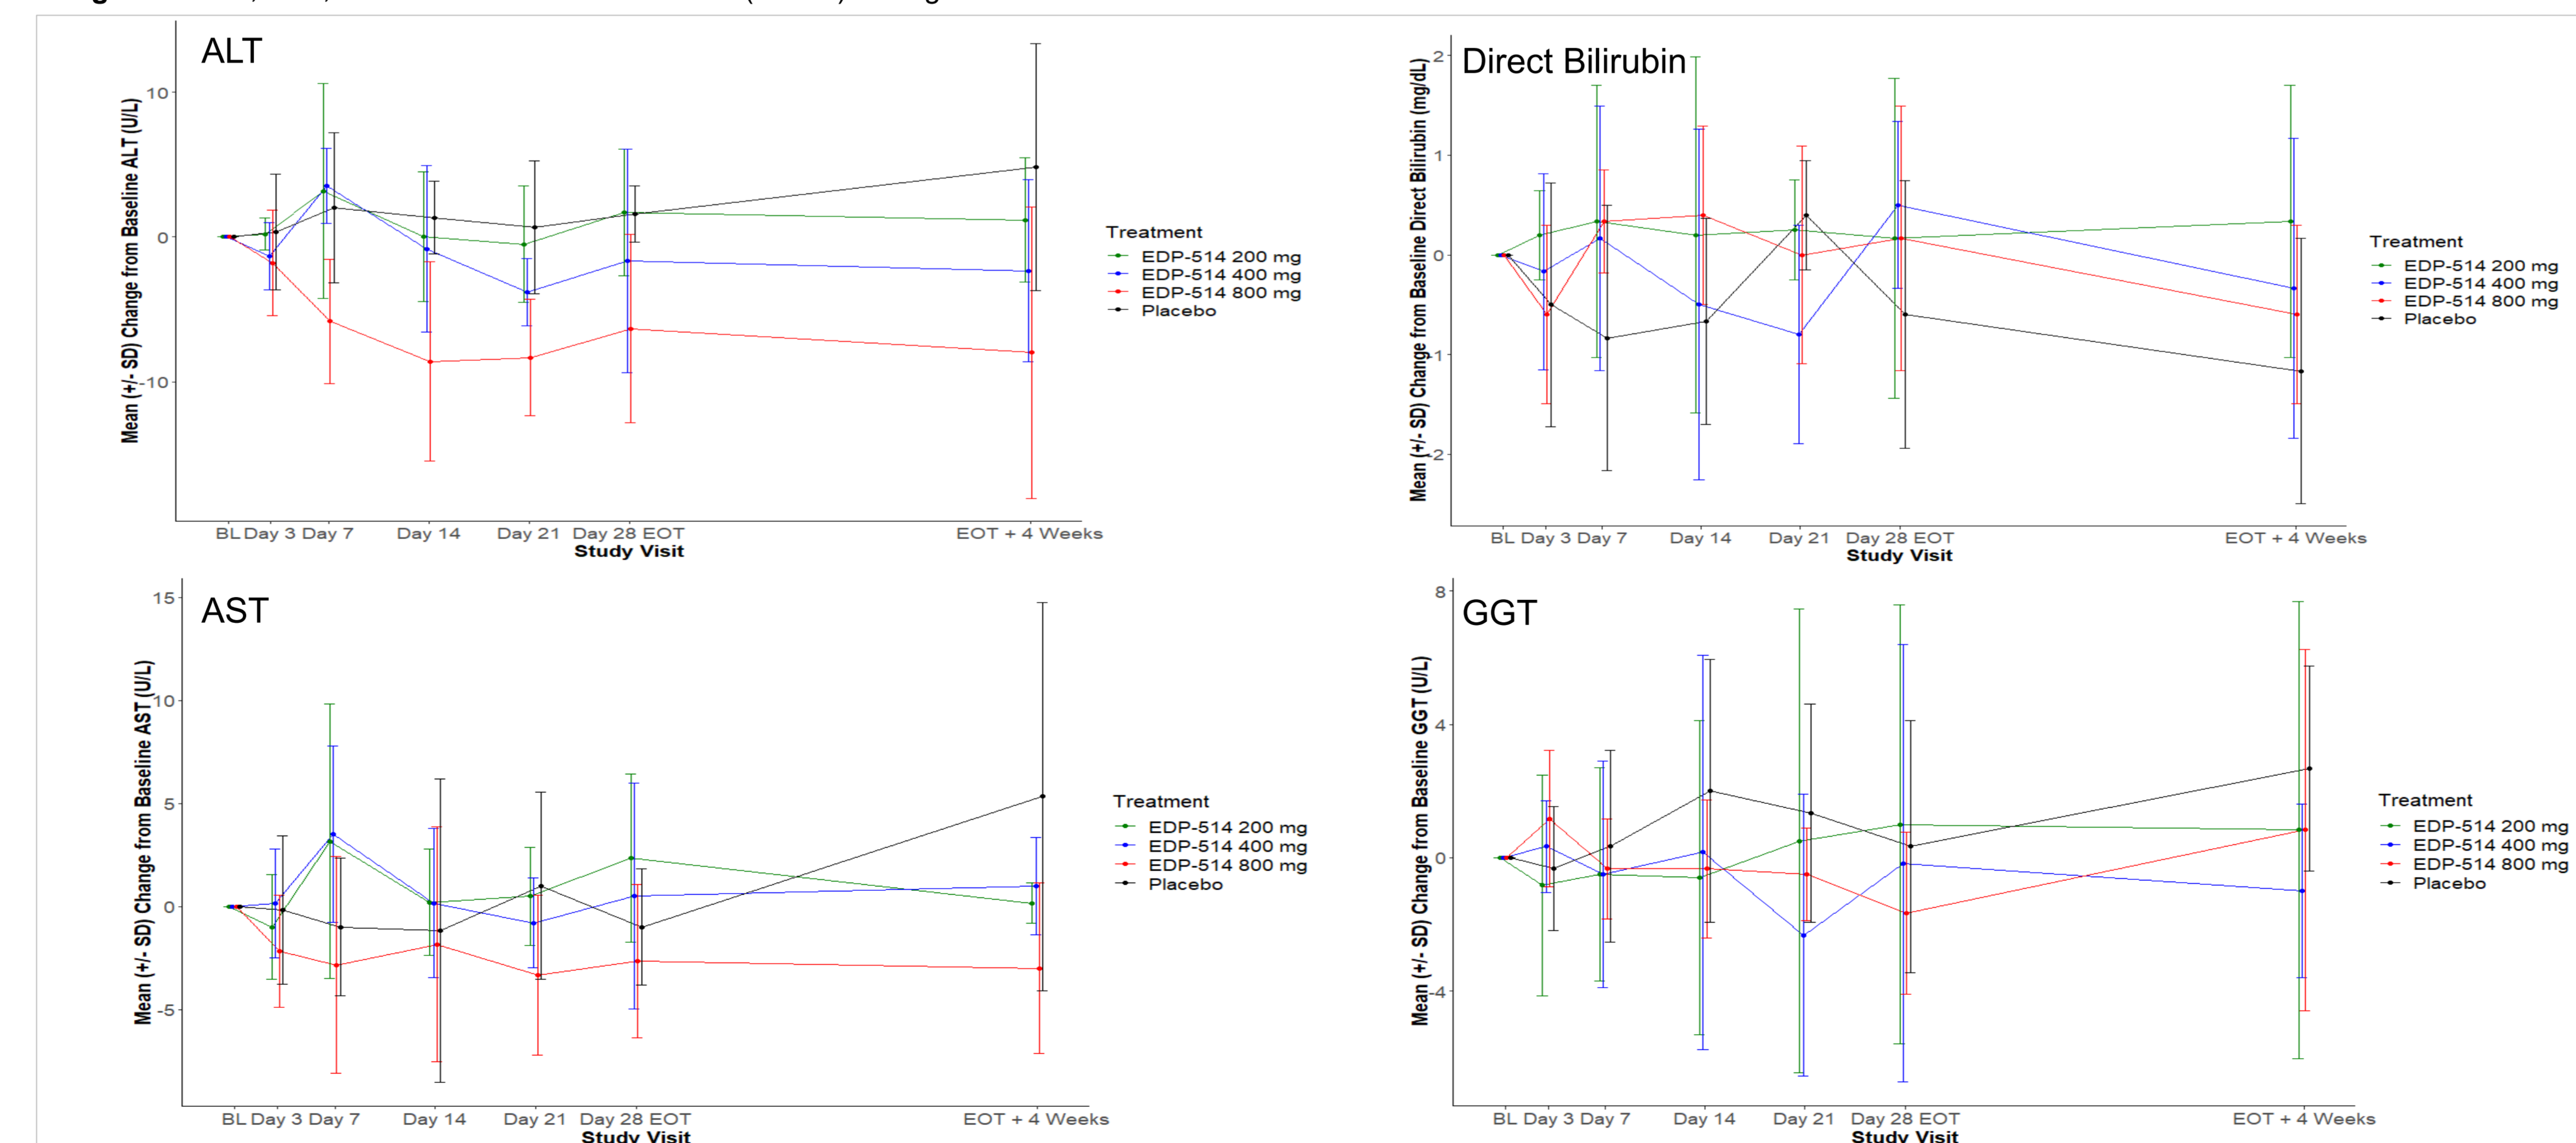 ALT
Mean (+/- SD) Change from Baseline ALT (U/L)
10
0
-10
BL Day 3 Day 7 Day 14 Day 21 Day 28 EOT EOT + 4 Weeks
Study Visit
Treatment
EDP-514 200 mg
EDP-514 400 mg
EDP-514 800 mg
Placebo
Direct Bilirubin
Mean (+/- SD) Change from Baseline Direct Bilirubin (mg/dL)
2
1
0
-1
-2
BL Day 3 Day 7 Day 14 Day 21 Day 28 EOT EOT + 4 Weeks
Study Visit
Treatment
EDP-514 200 mg
EDP-514 400 mg
EDP-514 800 mg
Placebo
AST
Mean (+/- SD) Change from Baseline AST (U/L)
15
10
5
0
-5
BL Day 3 Day 7 Day 14 Day 21 Day 28 EOT EOT + 4 Weeks
Study Visit
Treatment
EDP-514 200 mg
EDP-514 400 mg
EDP-514 800 mg
Placebo
GGT
Mean (+/- SD) Change from Baseline GGT (U/L)
8
4
0
-4
BL Day 3 Day 7 Day 14 Day 21 Day 28 EOT EOT + 4 Weeks
Study Visit
Treatment
EDP-514 200 mg
EDP-514 400 mg
EDP-514 800 mg
Placebo